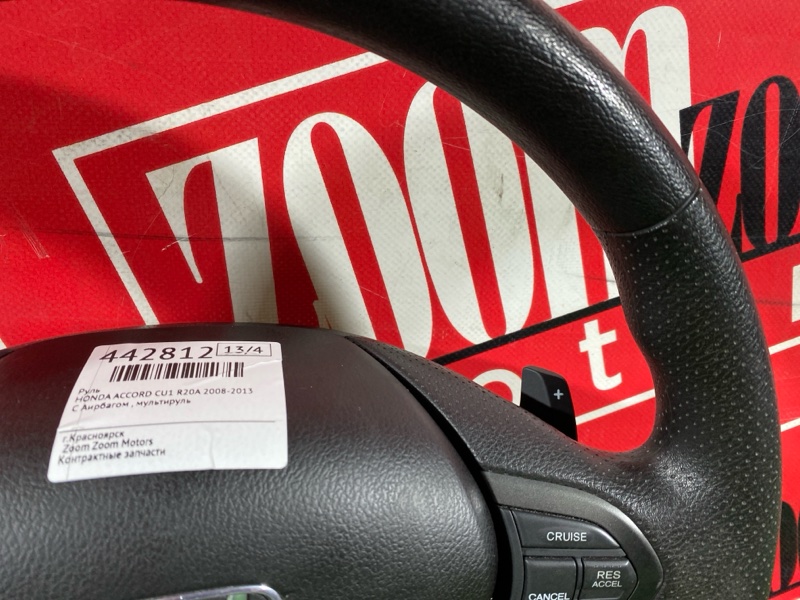 ZOOM
ZO
ot
442812 13/4
Руль
HONDA ACCORD CU1 R20A 2008-2013
С Аирбагом , мультируль
г.Красноярск
Zoom Zoom Motors
Контрактные запчасти
+
CRUISE
RES
ACCEL
CANCEL